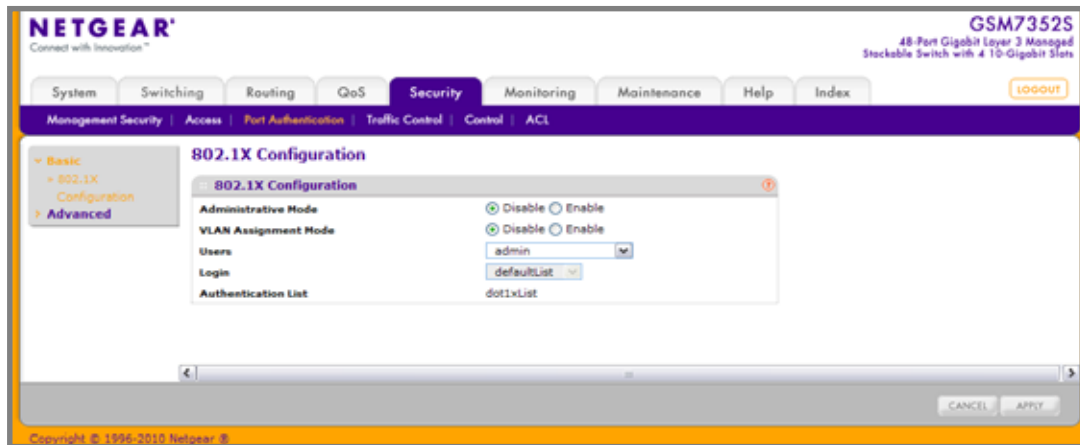 NETGEAR®
Connect with Innovation™
GSM7352S
48-Port Gigabit Layer 3 Managed
Stackable Switch with 4 10-Gigabit Slots
System Switching Routing QoS Security Monitoring Maintenance Help Index LOGOUT
Management Security | Access | Port Authentication | Traffic Control | Control | ACL
Basic
802.1X
Configuration
Advanced
802.1X Configuration
802.1X Configuration
Administrative Mode Disable Enable
VLAN Assignment Mode Disable Enable
Users admin
Login defaultList
Authentication List dot1xList
CANCEL APPLY
Copyright © 1996-2010 Netgear ®